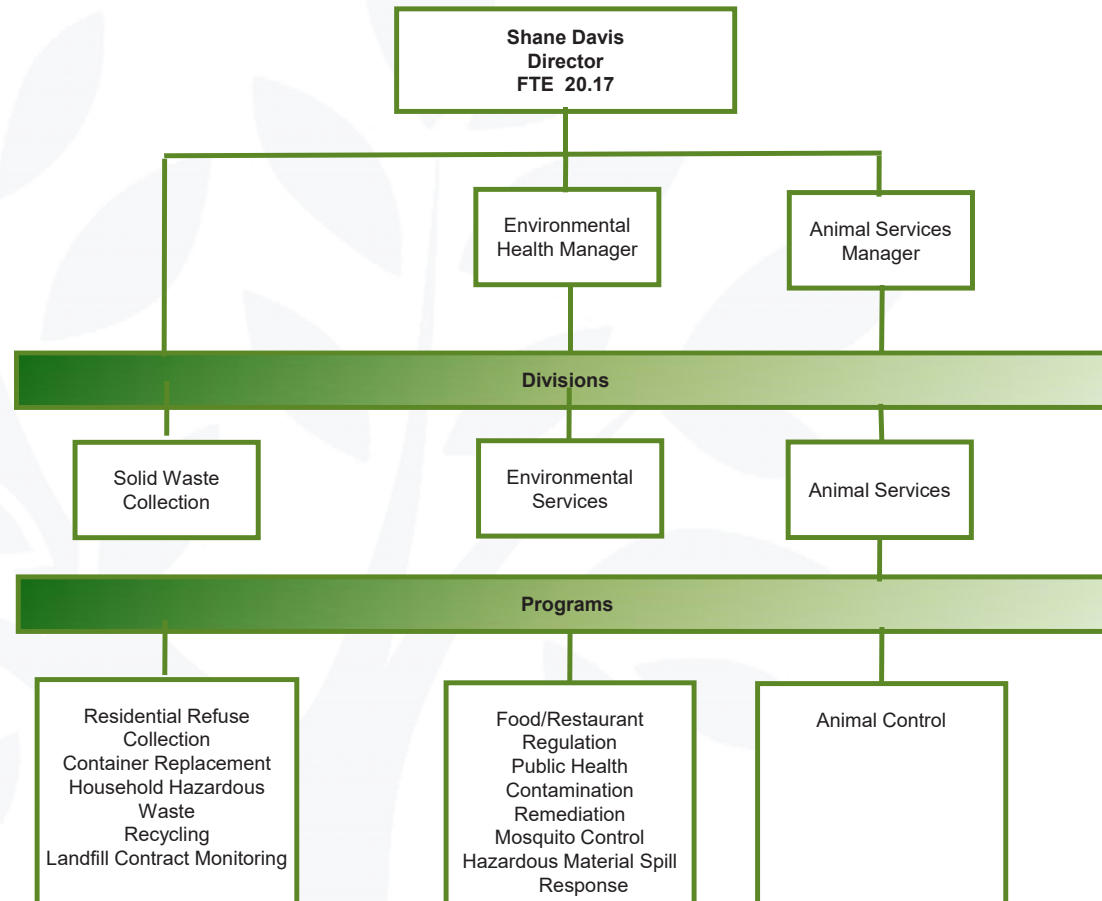 Shane Davis
Director
FTE 20.17
Environmental
Health Manager
Animal Services
Manager
Divisions
Solid Waste
Collection
Environmental
Services
Animal Services
Programs
Residential Refuse
Collection
Container Replacement
Household Hazardous
Waste
Recycling
Landfill Contract Monitoring
Food/Restaurant
Regulation
Public Health
Contamination
Remediation
Mosquito Control
Hazardous Material Spill
Response
Animal Control